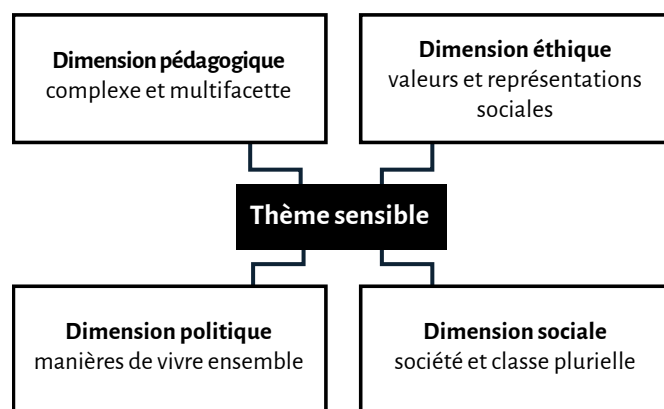 Dimension pédagogique
complexe et multifacette
Dimension éthique
valeurs et représentations
sociales
Thème sensible
Dimension politique
manières de vivre ensemble
Dimension sociale
société et classe plurielle